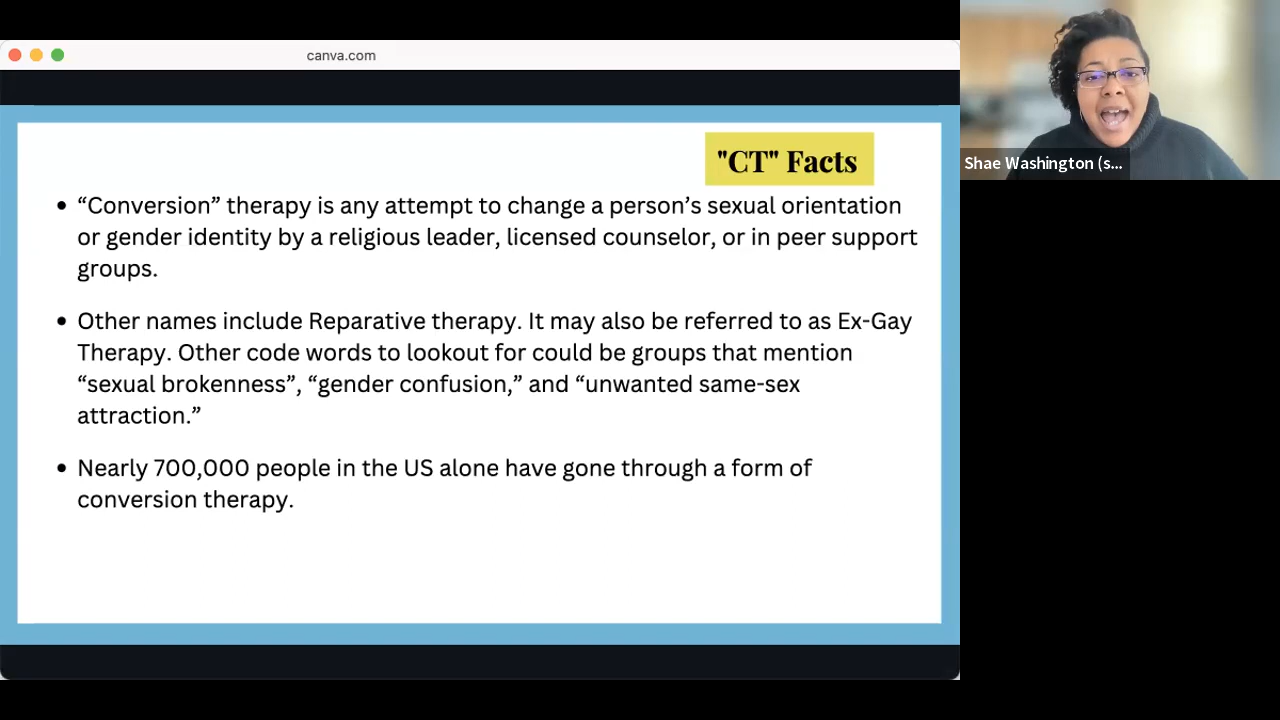 canva.com
"CT" Facts
• “Conversion” therapy is any attempt to change a person’s sexual orientation
or gender identity by a religious leader, licensed counselor, or in peer support
groups.
• Other names include Reparative therapy. It may also be referred to as Ex-Gay
Therapy. Other code words to lookout for could be groups that mention
“sexual brokenness”, “gender confusion,” and “unwanted same-sex
attraction.”
• Nearly 700,000 people in the US alone have gone through a form of
conversion therapy.
Shae Washington (s...